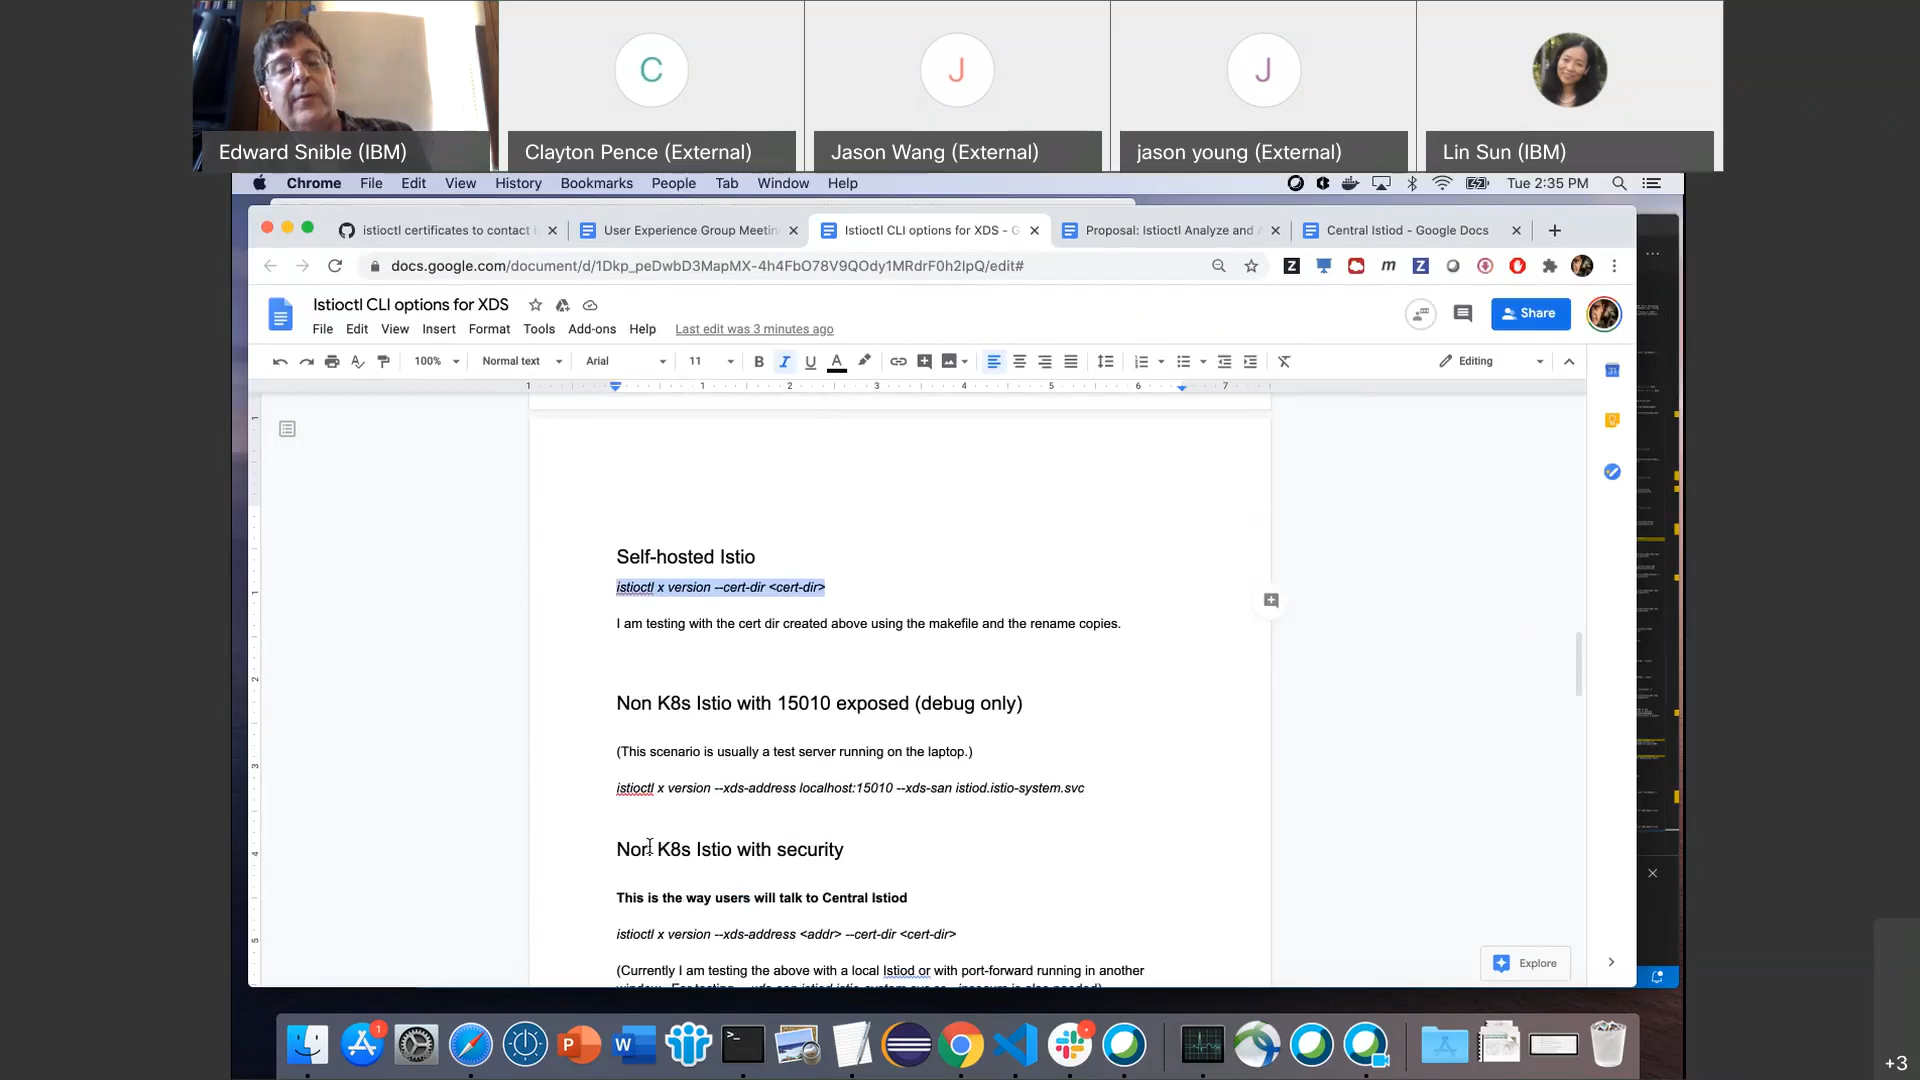 C
J
J
Edward Snible (IBM)
Clayton Pence (External)
Jason Wang (External)
jason young (External)
Lin Sun (IBM)
Chrome File Edit View History Bookmarks People Tab Window Help
Tue 2:35 PM
istioctl certificates to contact i
User Experience Group Meetin
Istioctl CLI options for XDS - G
Proposal: Istioctl Analyze and A
Central Istiod - Google Docs
docs.google.com/document/d/1Dkp_peDwbD3MapMX-4h4FbO78V9QOdy1MRdrF0h2IpQ/edit#
Istioctl CLI options for XDS
Share
File Edit View Insert Format Tools Add-ons Help Last edit was 3 minutes ago
100% Normal text Arial 11 B I U A Editing
1 1 2 3 4 5 6 7
Self-hosted Istio
istioctl x version --cert-dir <cert-dir>
I am testing with the cert dir created above using the makefile and the rename copies.
Non K8s Istio with 15010 exposed (debug only)
(This scenario is usually a test server running on the laptop.)
istioctl x version --xds-address localhost:15010 --xds-san istiod.istio-system.svc
Non K8s Istio with security
This is the way users will talk to Central Istiod
istioctl x version --xds-address <addr> --cert-dir <cert-dir>
(Currently I am testing the above with a local Istiod or with port-forward running in another
Explore
+3